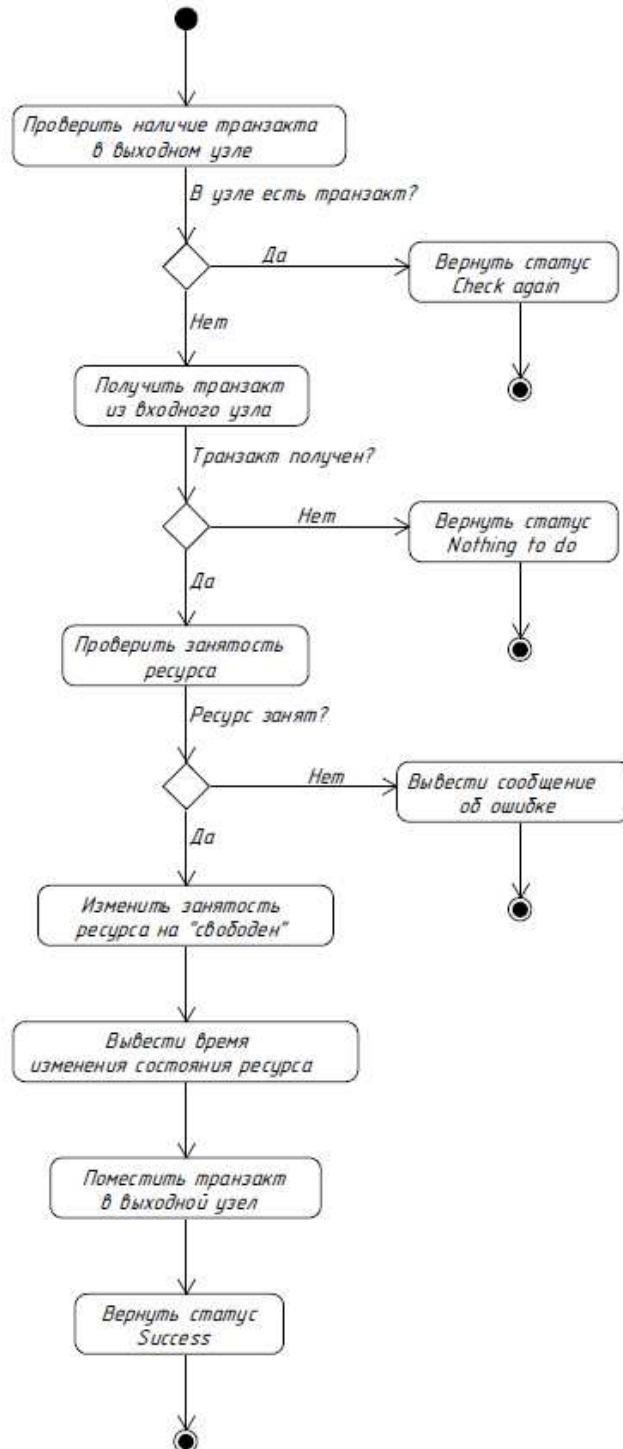 Проверить наличие транзакта
в выходном узле
В узле есть транзакт?
Да
Вернуть статус
Check again
Нет
Получить транзакт
из входного узла
Транзакт получен?
Нет
Вернуть статус
Nothing to do
Да
Проверить занятость
ресурса
Ресурс занят?
Нет
Вывести сообщение
об ошибке
Да
Изменить занятость
ресурса на "свободен"
Вывести время
изменения состояния ресурса
Поместить транзакт
в выходной узел
Вернуть статус
Success